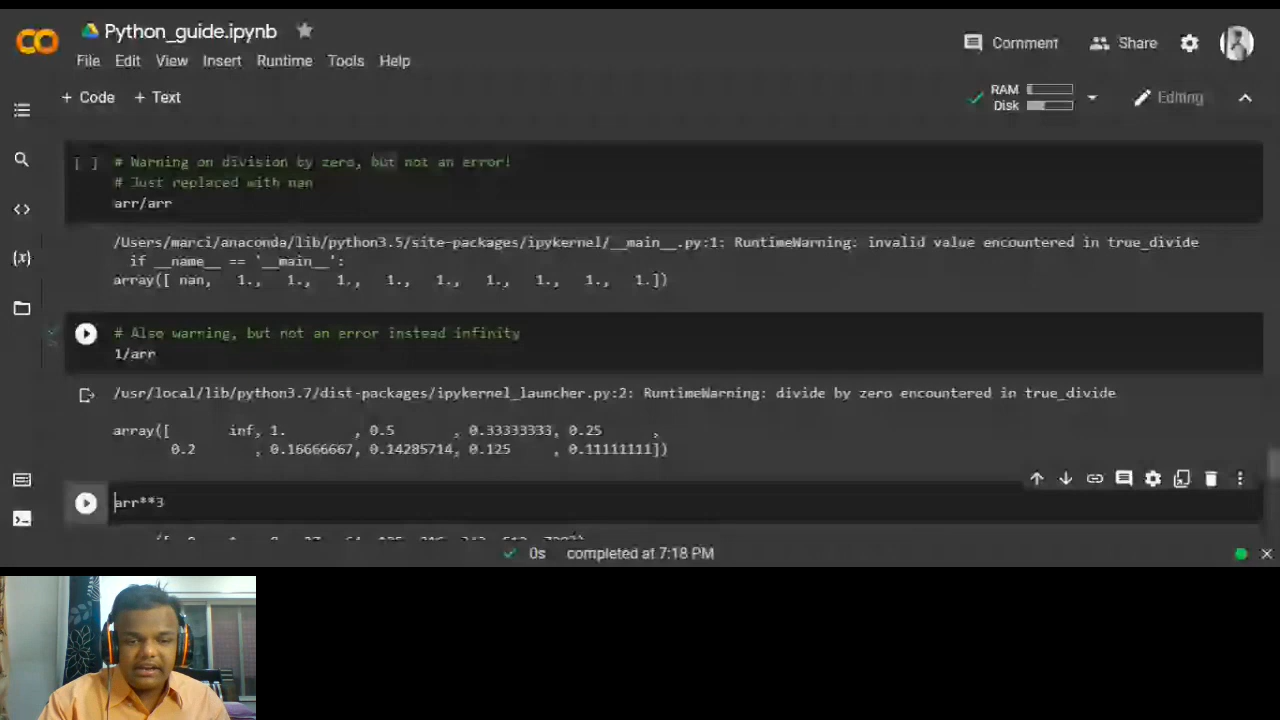 Python_guide.ipynb
File Edit View Insert Runtime Tools Help
Comment Share
+ Code + Text
RAM
Disk
Editing
[ ] # Warning on division by zero, but not an error!
# Just replaced with nan
arr/arr
/Users/marci/anaconda/lib/python3.5/site-packages/ipykernel/__main__.py:1: RuntimeWarning: invalid value encountered in true_divide
if __name__ == '__main__':
array([ nan, 1., 1., 1., 1., 1., 1., 1., 1., 1.])
# Also warning, but not an error instead infinity
1/arr
/usr/local/lib/python3.7/dist-packages/ipykernel_launcher.py:2: RuntimeWarning: divide by zero encountered in true_divide
array([ inf, 1. , 0.5 , 0.33333333, 0.25 ,
0.2 , 0.16666667, 0.14285714, 0.125 , 0.11111111])
arr**3
0s completed at 7:18 PM